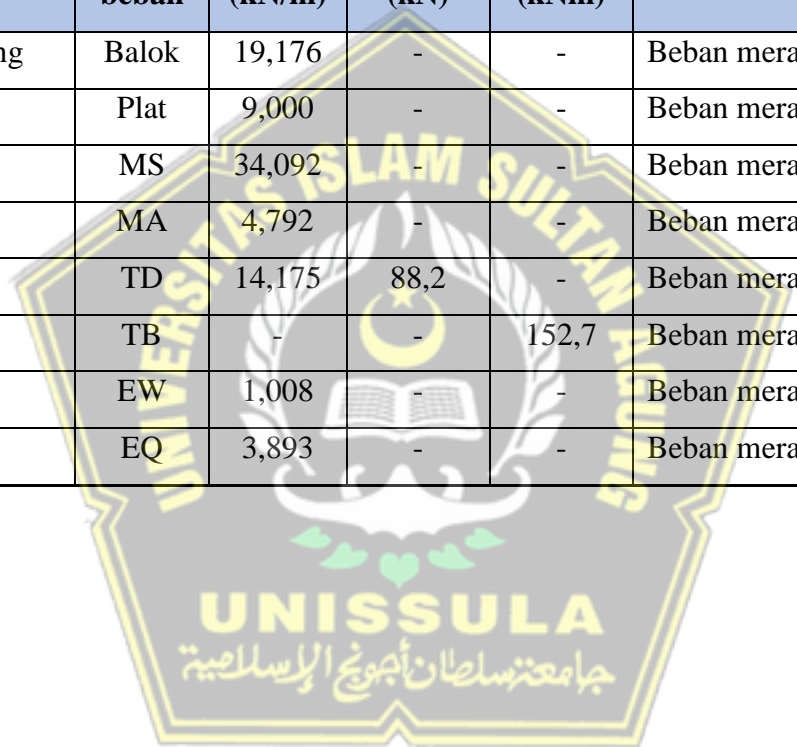 beban (kN/m) (kN) (kNm)
ng Balok 19,176 - - Beban mera
Plat 9,000 - - Beban mera
MS 34,092 - - Beban mera
MA 4,792 - - Beban mera
TD 14,175 88,2 - Beban mera
TB - - 152,7 Beban mera
EW 1,008 - - Beban mera
EQ 3,893 - - Beban mera
UNIVERSITAS ISLAM SULTAN AGUNG
UNISSULA
جامعتنسلطان أجونج الإسلامية